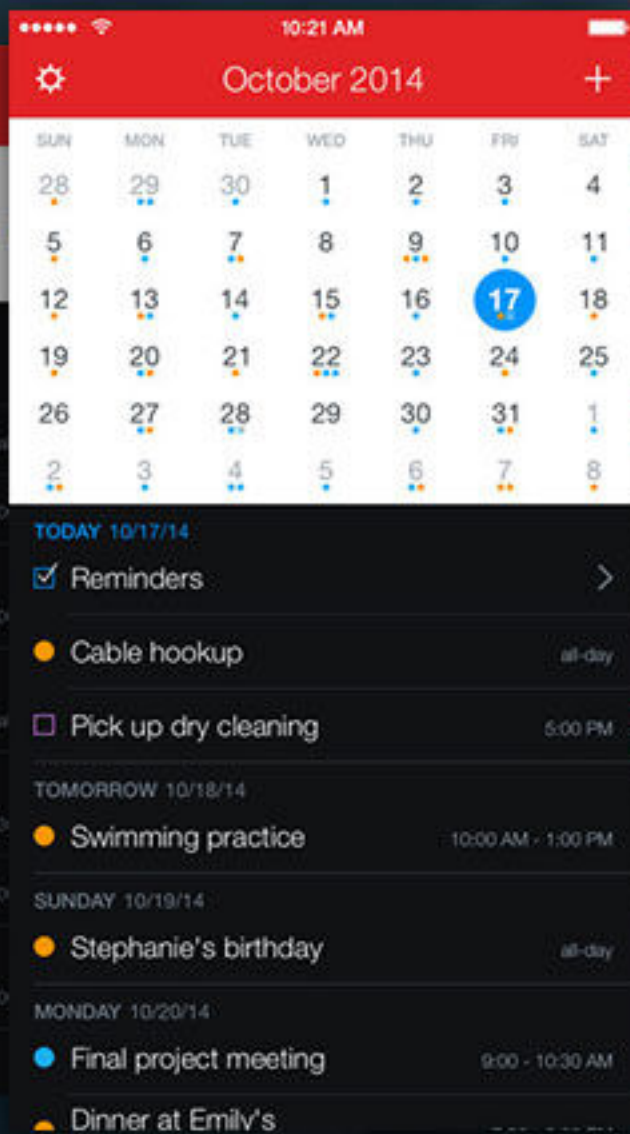 10:21 AM
October 2014
SUN MON TUE WED THU FRI SAT
28 29 30 1 2 3 4
5 6 7 8 9 10 11
12 13 14 15 16 17 18
19 20 21 22 23 24 25
26 27 28 29 30 31 1
2 3 4 5 6 7 8
TODAY 10/17/14
Reminders
Cable hookup all-day
Pick up dry cleaning 5:00 PM
TOMORROW 10/18/14
Swimming practice 10:00 AM - 1:00 PM
SUNDAY 10/19/14
Stephanie's birthday all-day
MONDAY 10/20/14
Final project meeting 9:00 - 10:30 AM
Dinner at Emily's